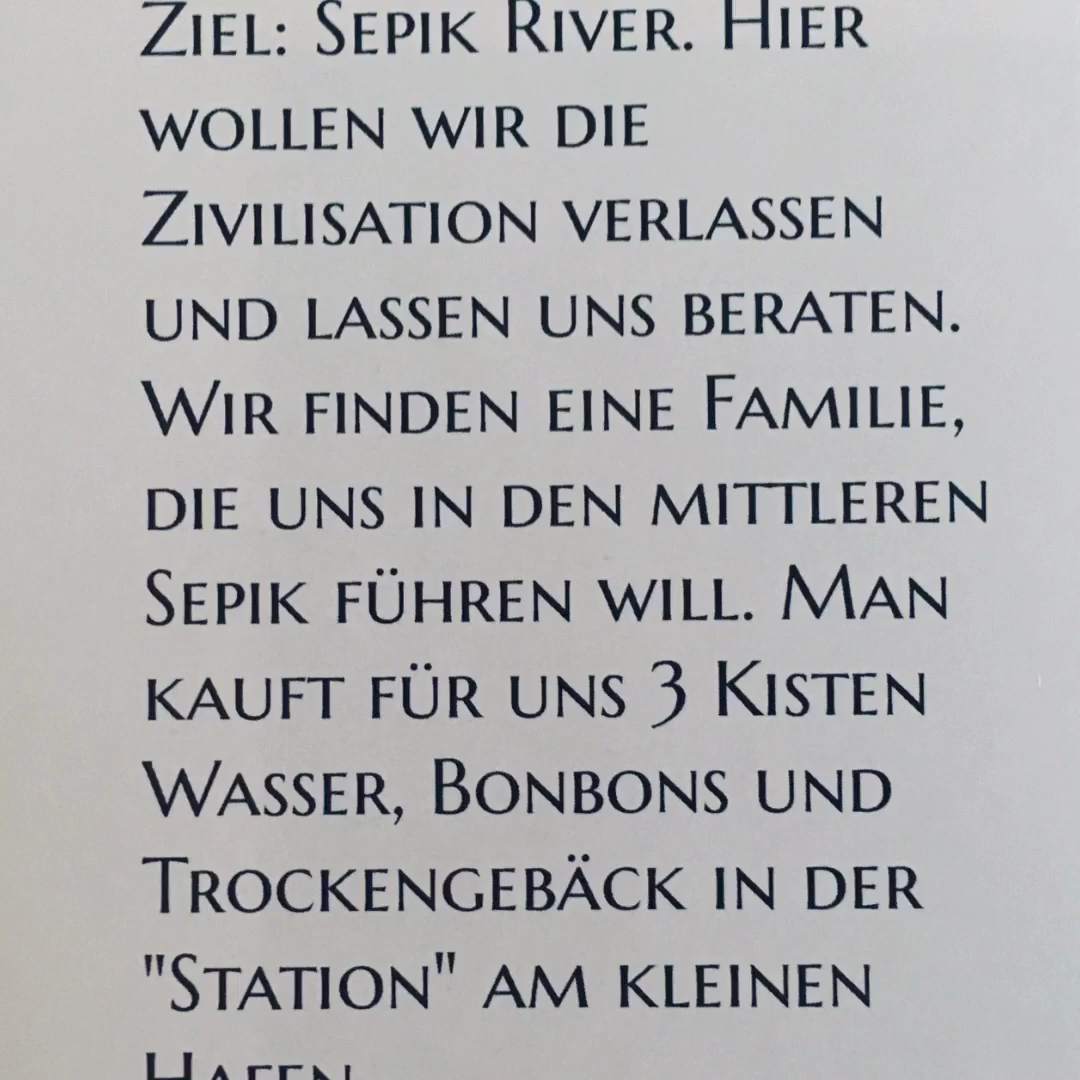 Ziel: Sepik River. Hier
wollen wir die
Zivilisation verlassen
und lassen uns beraten.
Wir finden eine Familie,
die uns in den mittleren
Sepik führen will. Man
kauft für uns 3 Kisten
Wasser, Bonbons und
Trockengebäck in der
"Station" am kleinen
Hafen